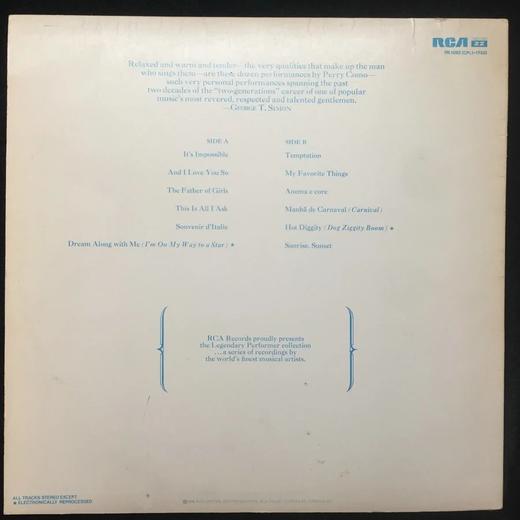 RCA
Relaxed and warm and tender—the very qualities that make up the man
who sings them—are these dozen performances by Perry Como—
such very personal performances spanning the past
two decades of the "two-generations" career of one of popular
music's most revered, respected and talented gentlemen.
—George T. Simon
SIDE A
It's Impossible
And I Love You So
The Father of Girls
This Is All I Ask
Souvenir d'Italie
Dream Along with Me (I'm On My Way to a Star) ★
SIDE B
Temptation
My Favorite Things
Anema e core
Manhã de Carnaval (Carnival)
Hot Diggity (Dog Ziggity Boom) ★
Sunrise, Sunset
RCA Records proudly presents
the Legendary Performer collection
...a series of recordings by
the world's finest musical artists.
ALL TRACKS STEREO EXCEPT
★ ELECTRONICALLY REPROCESSED